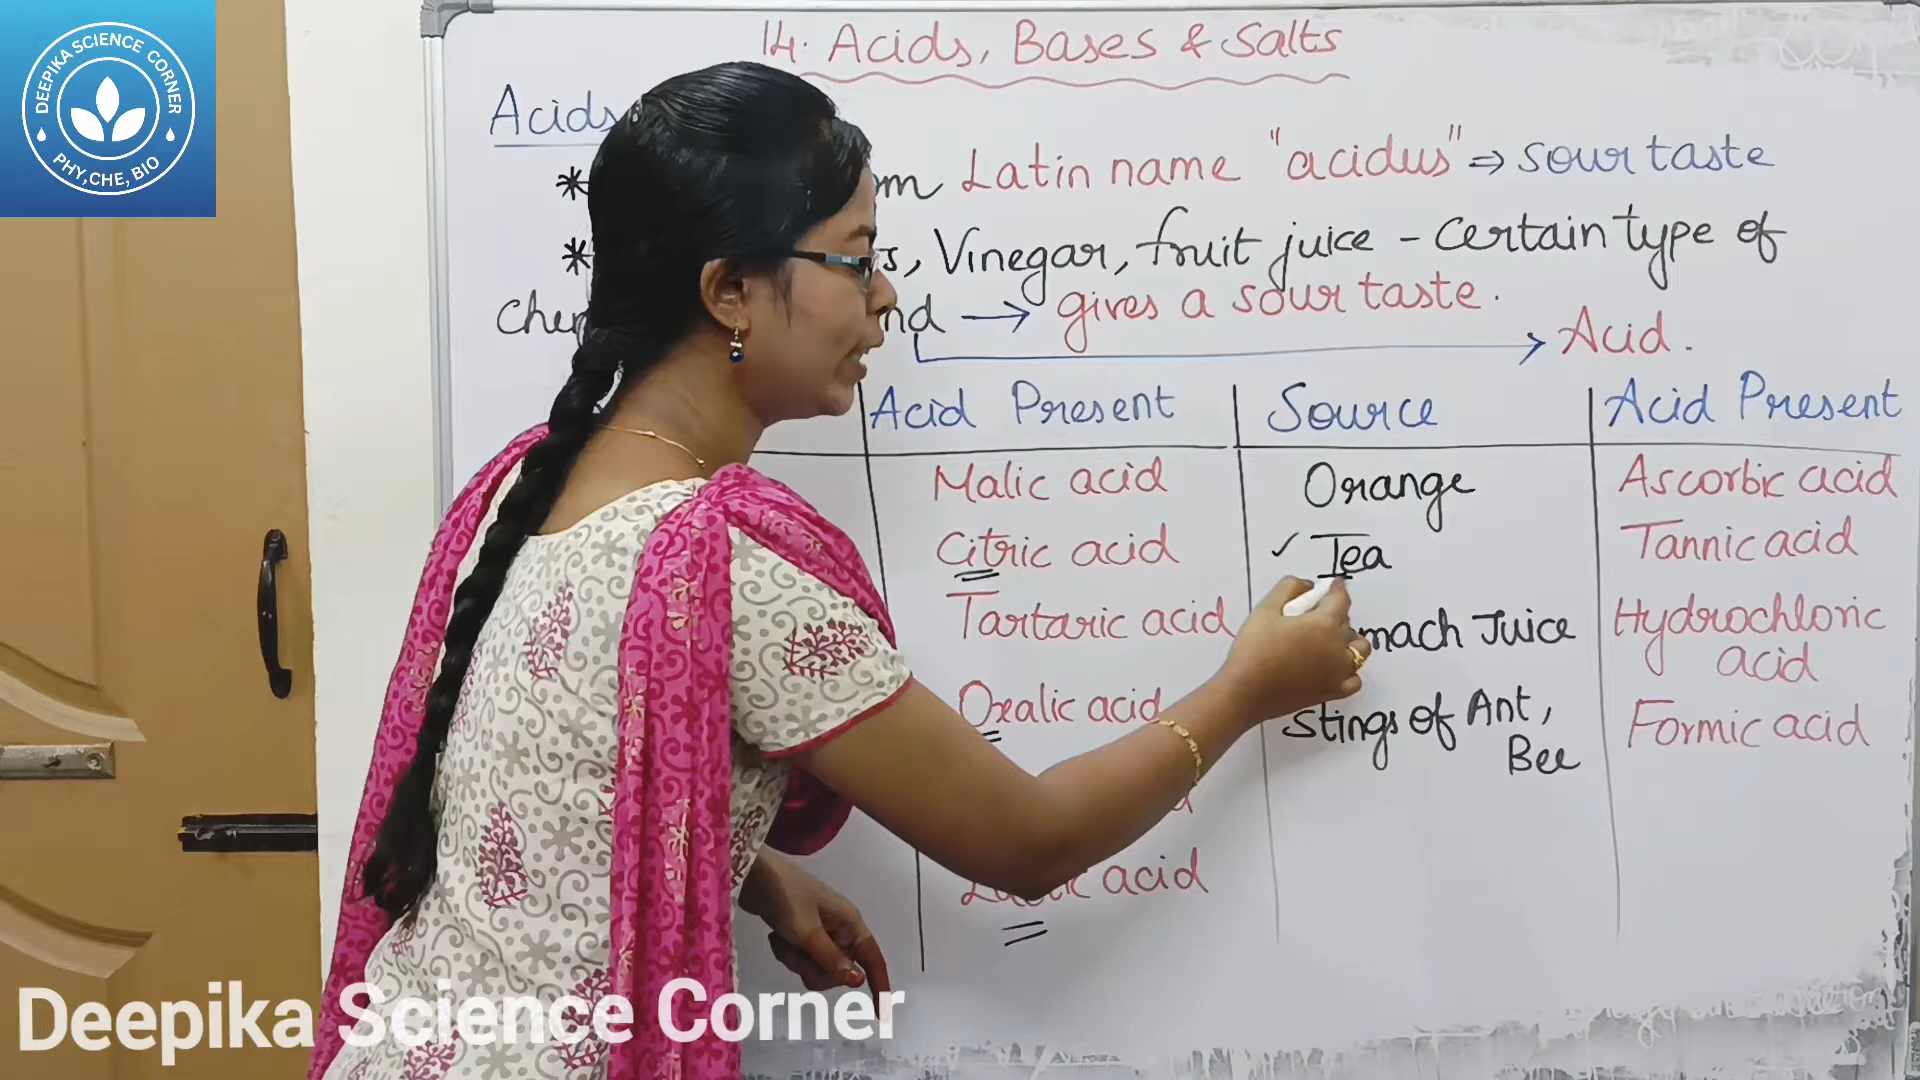 DEEPIKA SCIENCE CORNER
PHY,CHE, BIO
14. Acids, Bases & Salts
Acids
* Latin name "acidus" ⇒ sour taste
* , Vinegar, fruit juice - certain type of
→ gives a sour taste.
→ Acid.
Acid Present | Source | Acid Present
Malic acid Orange Ascorbic acid
Citric acid ✓ Tea Tannic acid
Tartaric acid Juice Hydrochloric
acid
Oxalic acid Stings of Ant, Formic acid
Bee
acid
Deepika Science Corner